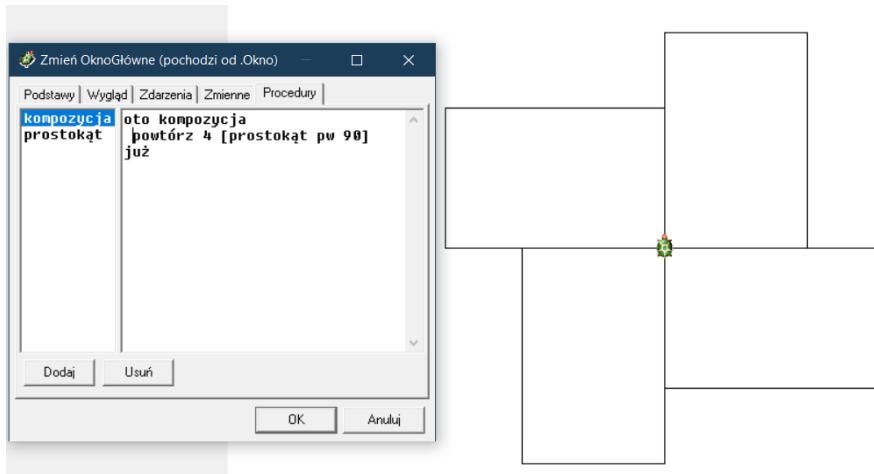 Zmień OknoGłówne (pochodzi od .Okno)
Podstawy Wygląd Zdarzenia Zmienne Procedury
kompozycja
prostokąt
oto kompozycja
powtórz 4 [prostokąt pw 90]
już
Dodaj Usuń
OK Anuluj